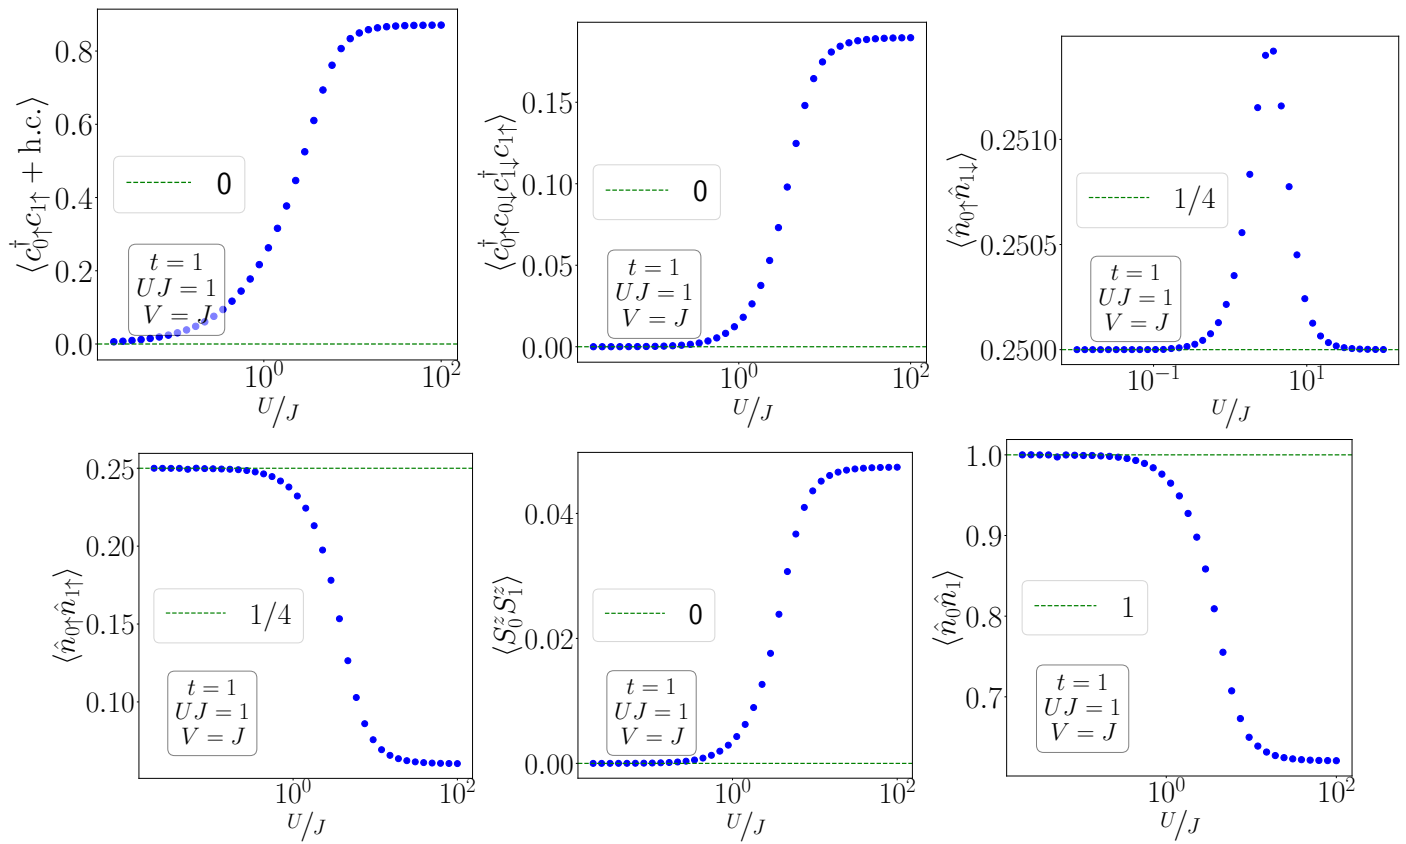 ⟨c†0↑c1↑ + h.c.⟩
0.8
0.6
0.4
0.2
0.0
0
t = 1
UJ = 1
V = J
10^0
10^2
U/J
⟨c†0↑c0↓c†1↓c1↑⟩
0.15
0.10
0.05
0.00
0
t = 1
UJ = 1
V = J
10^0
10^2
U/J
⟨n̂0↑n̂1↓⟩
0.2510
0.2505
0.2500
1/4
t = 1
UJ = 1
V = J
10^−1
10^1
U/J
⟨n̂0↑n̂1↑⟩
0.25
0.20
0.15
0.10
1/4
t = 1
UJ = 1
V = J
10^0
10^2
U/J
⟨S^z_0S^z_1⟩
0.04
0.02
0.00
0
t = 1
UJ = 1
V = J
10^0
10^2
U/J
⟨n̂0n̂1⟩
1.0
0.9
0.8
0.7
1
t = 1
UJ = 1
V = J
10^0
10^2
U/J